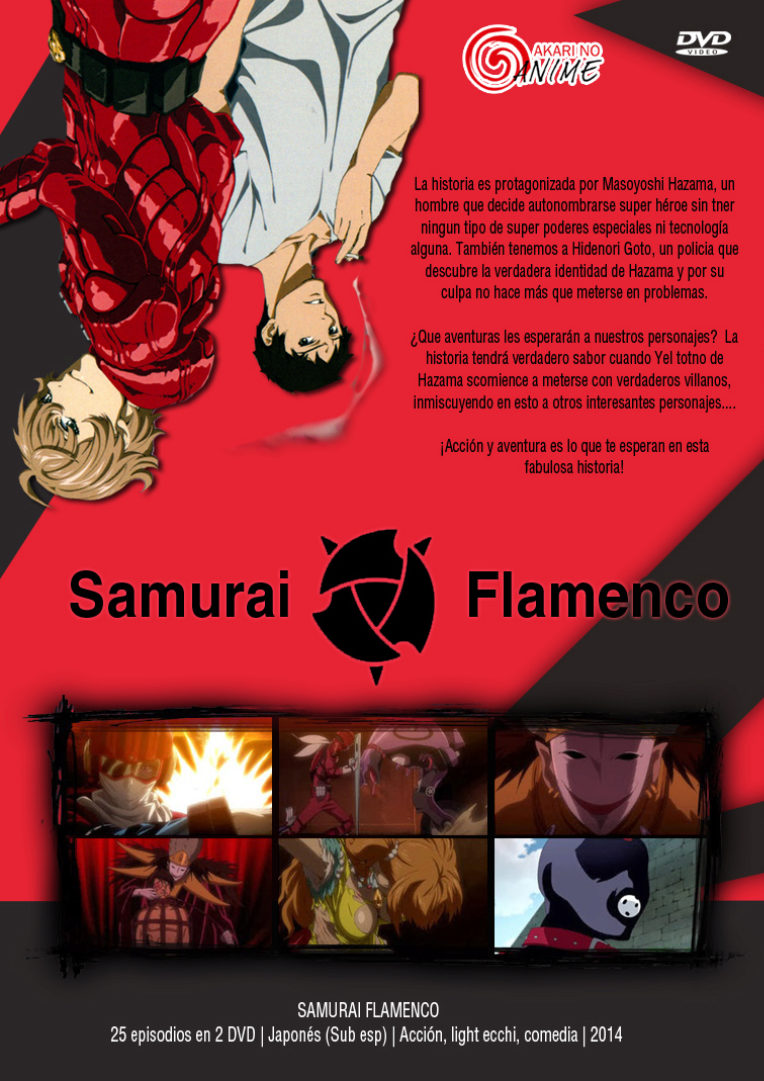 AKARI NO
ANIME
DVD
VIDEO
La historia es protagonizada por Masoyoshi Hazama, un
hombre que decide autonombrarse super héroe sin tner
ningun tipo de super poderes especiales ni tecnología
alguna. También tenemos a Hidenori Goto, un policia que
descubre la verdadera identidad de Hazama y por su
culpa no hace más que meterse en problemas.
¿Que aventuras les esperarán a nuestros personajes? La
historia tendrá verdadero sabor cuando Yel totno de
Hazama scomience a meterse con verdaderos villanos,
inmiscuyendo en esto a otros interesantes personajes....
¡Acción y aventura es lo que te esperan en esta
fabulosa historia!
Samurai Flamenco
SAMURAI FLAMENCO
25 episodios en 2 DVD | Japonés (Sub esp) | Acción, light ecchi, comedia | 2014